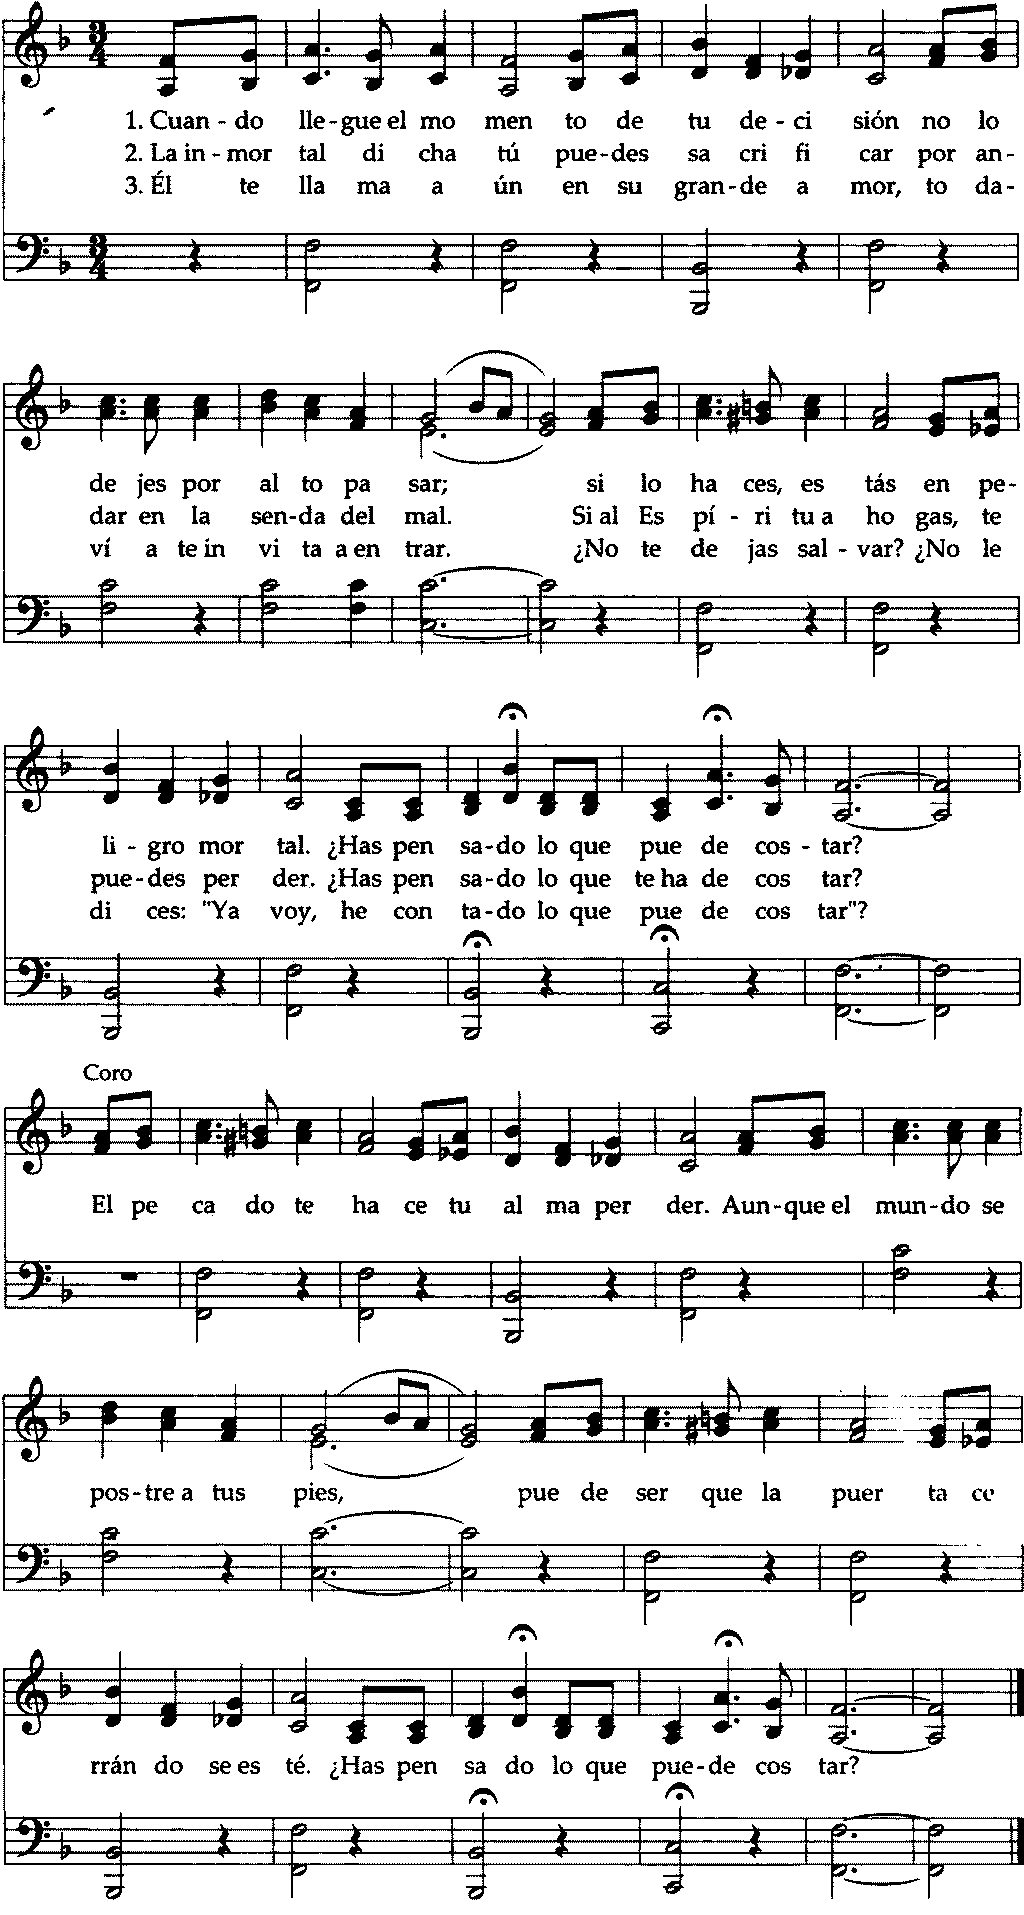 1. Cuan - do lle-gue el mo men to de tu de - ci sión no lo
2. La in - mor tal di cha tú pue-des sa cri fi car por an-
3. Él te lla ma a ún en su gran-de a mor, to da-
de jes por al to pa sar; si lo ha ces, es tás en pe-
dar en la sen-da del mal. Si al Es pí - ri tu a ho gas, te
ví a te in vi ta a en trar. ¿No te de jas sal - var? ¿No le
li - gro mor tal. ¿Has pen sa-do lo que pue de cos - tar?
pue-des per der. ¿Has pen sa-do lo que te ha de cos tar?
di ces: "Ya voy, he con ta-do lo que pue de cos tar"?
Coro
El pe ca do te ha ce tu al ma per der. Aun-que el mun-do se
pos-tre a tus pies, pue de ser que la puer ta ce
rrán do se es té. ¿Has pen sa do lo que pue-de cos tar?